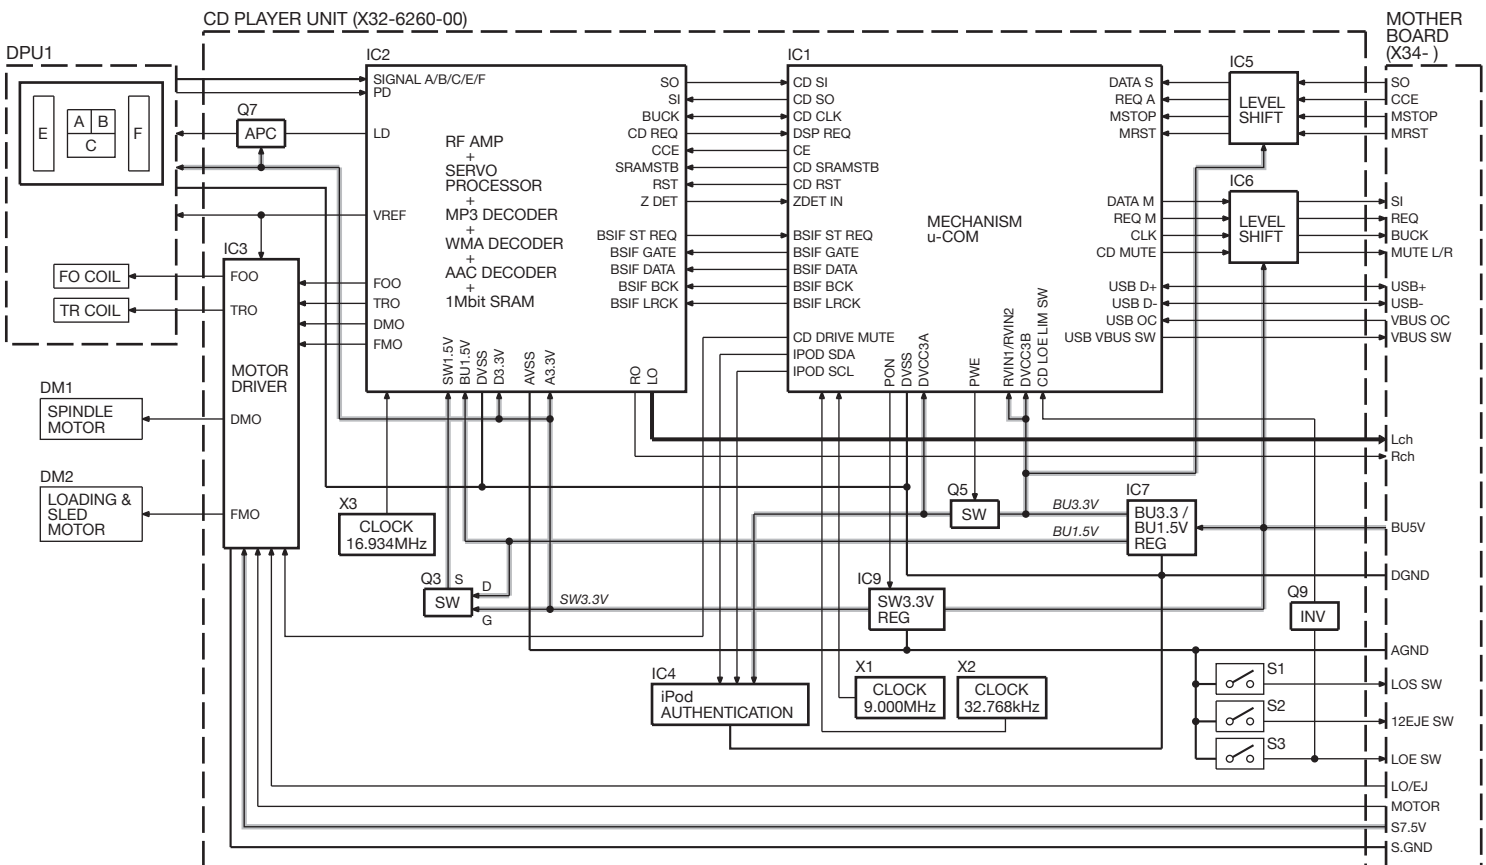 CD PLAYER UNIT (X32-6260-00)
MOTHER
BOARD
(X34- )
DPU1
E
A
B
C
F
FO COIL
TR COIL
DM1
SPINDLE
MOTOR
DM2
LOADING &
SLED
MOTOR
Q7
APC
IC3
FOO
TRO
MOTOR
DRIVER
DMO
FMO
IC2
SIGNAL A/B/C/E/F
PD
LD
VREF
FOO
TRO
DMO
FMO
RF AMP
+
SERVO
PROCESSOR
+
MP3 DECODER
+
WMA DECODER
+
AAC DECODER
+
1Mbit SRAM
SO
SI
BUCK
CD REQ
CCE
SRAMSTB
RST
Z DET
BSIF ST REQ
BSIF GATE
BSIF DATA
BSIF BCK
BSIF LRCK
SW1.5V
BU1.5V
DVSS
D3.3V
AVSS
A3.3V
RO
LO
IC1
CD SI
CD SO
CD CLK
DSP REQ
CE
CD SRAMSTB
CD RST
ZDET IN
BSIF ST REQ
BSIF GATE
BSIF DATA
BSIF BCK
BSIF LRCK
CD DRIVE MUTE
IPOD SDA
IPOD SCL
MECHANISM
u-COM
DATA S
REQ A
MSTOP
MRST
DATA M
REQ M
CLK
CD MUTE
USB D+
USB D-
USB OC
USB VBUS SW
PON
DVSS
DVCC3A
PWE
RVIN1/RVIN2
DVCC3B
CD LOE LIM SW
IC5
LEVEL
SHIFT
IC6
LEVEL
SHIFT
SO
CCE
MSTOP
MRST
SI
REQ
BUCK
MUTE L/R
USB+
USB-
VBUS OC
VBUS SW
Lch
Rch
BU5V
DGND
AGND
LOS SW
12EJE SW
LOE SW
LO/EJ
MOTOR
S7.5V
S.GND
X3
CLOCK
16.934MHz
Q3
SW
S
D
G
SW3.3V
Q5
SW
BU3.3V
BU1.5V
IC7
BU3.3 /
BU1.5V
REG
IC9
SW3.3V
REG
Q9
INV
IC4
iPod
AUTHENTICATION
X1
CLOCK
9.000MHz
X2
CLOCK
32.768kHz
S1
S2
S3